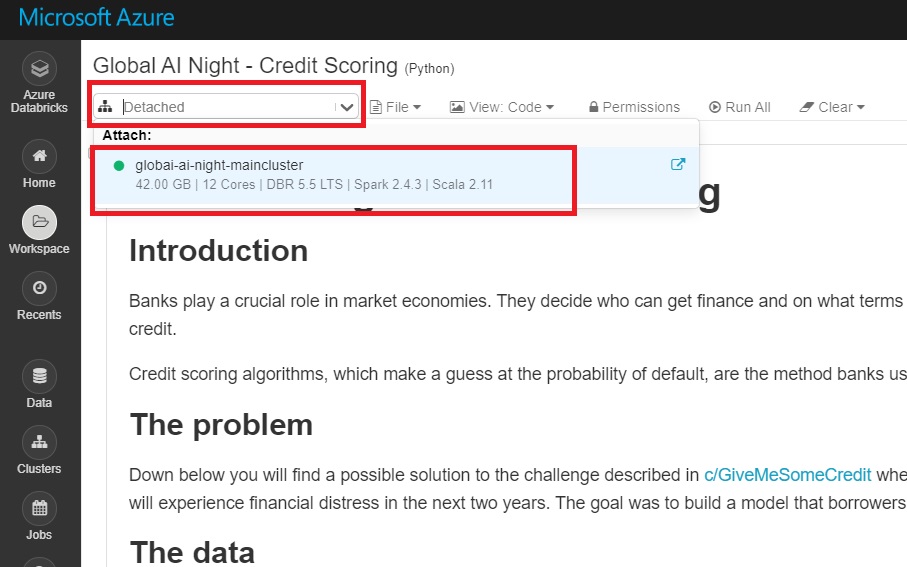 Microsoft Azure
Azure
Databricks
Home
Workspace
Recents
Data
Clusters
Jobs
Global AI Night - Credit Scoring (Python)
Detached
File
View: Code
Permissions
Run All
Clear
Attach:
globai-ai-night-maincluster
42.00 GB | 12 Cores | DBR 5.5 LTS | Spark 2.4.3 | Scala 2.11
Introduction
Banks play a crucial role in market economies. They decide who can get finance and on what terms
credit.
Credit scoring algorithms, which make a guess at the probability of default, are the method banks us
The problem
Down below you will find a possible solution to the challenge described in c/GiveMeSomeCredit whe
will experience financial distress in the next two years. The goal was to build a model that borrowers
The data